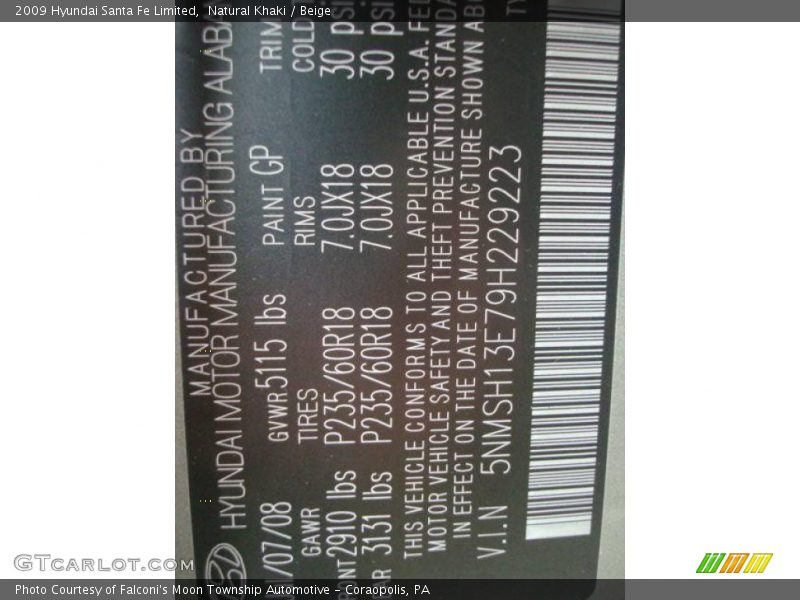 2009 Hyundai Santa Fe Limited, Natural Khaki / Beige
MANUFACTURED BY
HYUNDAI MOTOR MANUFACTURING ALABA
/07/08 GVWR 5115 lbs PAINT GP TRIM
GAWR TIRES RIMS COLD
2910 lbs P235/60R18 7.0JX18 30 psi
3131 lbs P235/60R18 7.0JX18 30 psi
THIS VEHICLE CONFORMS TO ALL APPLICABLE U.S.A. FE
MOTOR VEHICLE SAFETY AND THEFT PREVENTION STANDA
IN EFFECT ON THE DATE OF MANUFACTURE SHOWN AB
V.I.N 5NMSH13E79H229223 TY
GTCARLOT.COM
Photo Courtesy of Falconi's Moon Township Automotive - Coraopolis, PA